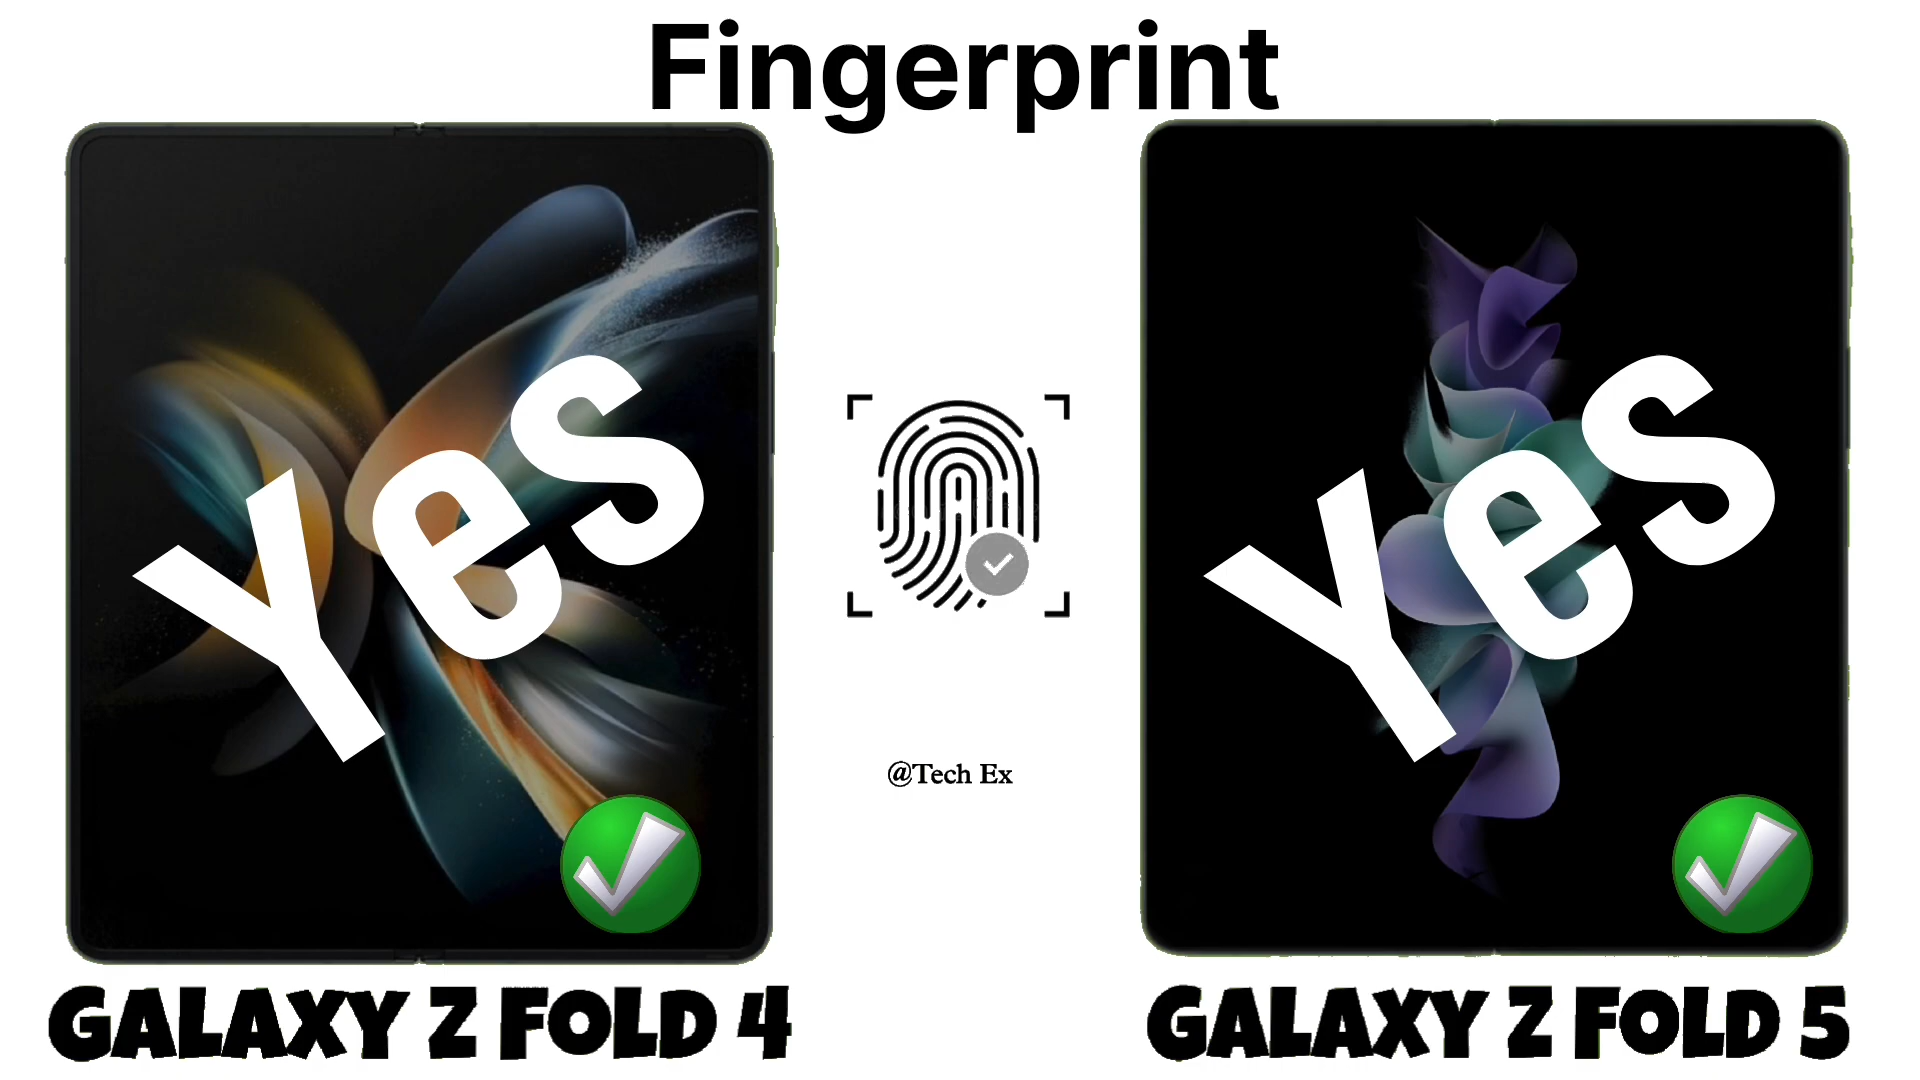 Fingerprint
Yes
Yes
@Tech Ex
GALAXY Z FOLD 4
GALAXY Z FOLD 5